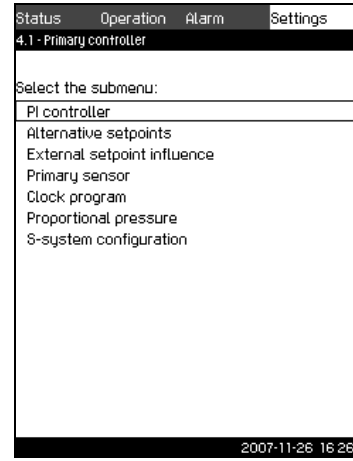 Status Operation Alarm Settings
4.1 - Primary controller
Select the submenu:
PI controller
Alternative setpoints
External setpoint influence
Primary sensor
Clock program
Proportional pressure
S-system configuration
2007-11-26 16:26